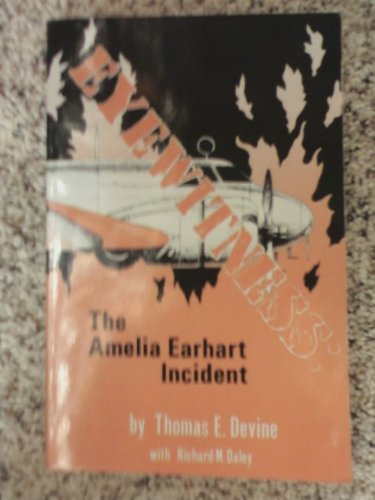 EYEWITNESS:
The
Amelia Earhart
Incident
by Thomas E. Devine
with Richard M. Daley